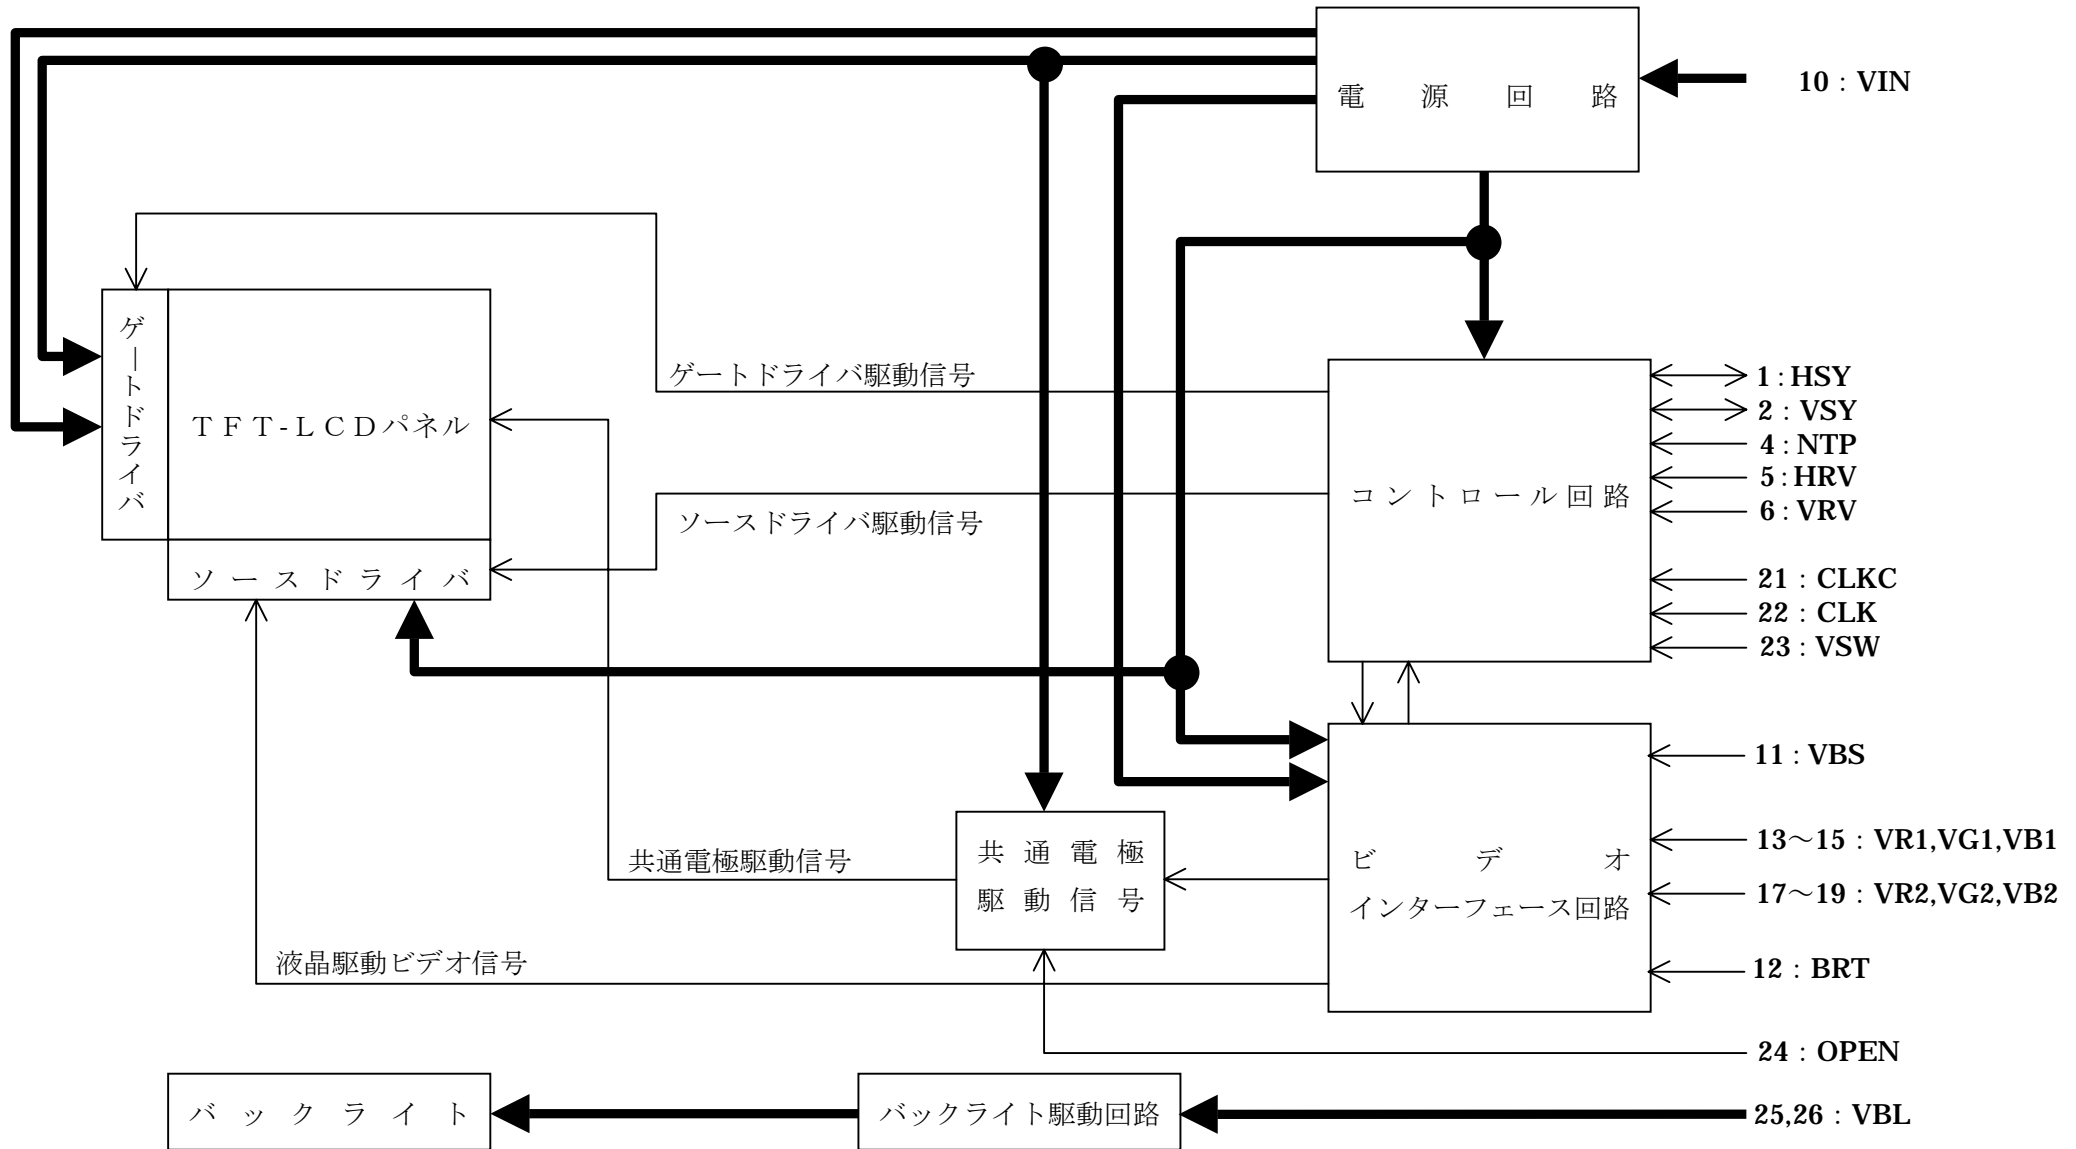 電源回路
10 : VIN
ゲートドライバ
TFT-LCDパネル
ソースドライバ
ゲートドライバ駆動信号
ソースドライバ駆動信号
コントロール回路
1 : HSY
2 : VSY
4 : NTP
5 : HRV
6 : VRV
21 : CLKC
22 : CLK
23 : VSW
共通電極駆動信号
共通電極
駆動信号
ビデオ
インターフェース回路
11 : VBS
13〜15 : VR1,VG1,VB1
17〜19 : VR2,VG2,VB2
12 : BRT
液晶駆動ビデオ信号
24 : OPEN
バックライト
バックライト駆動回路
25,26 : VBL